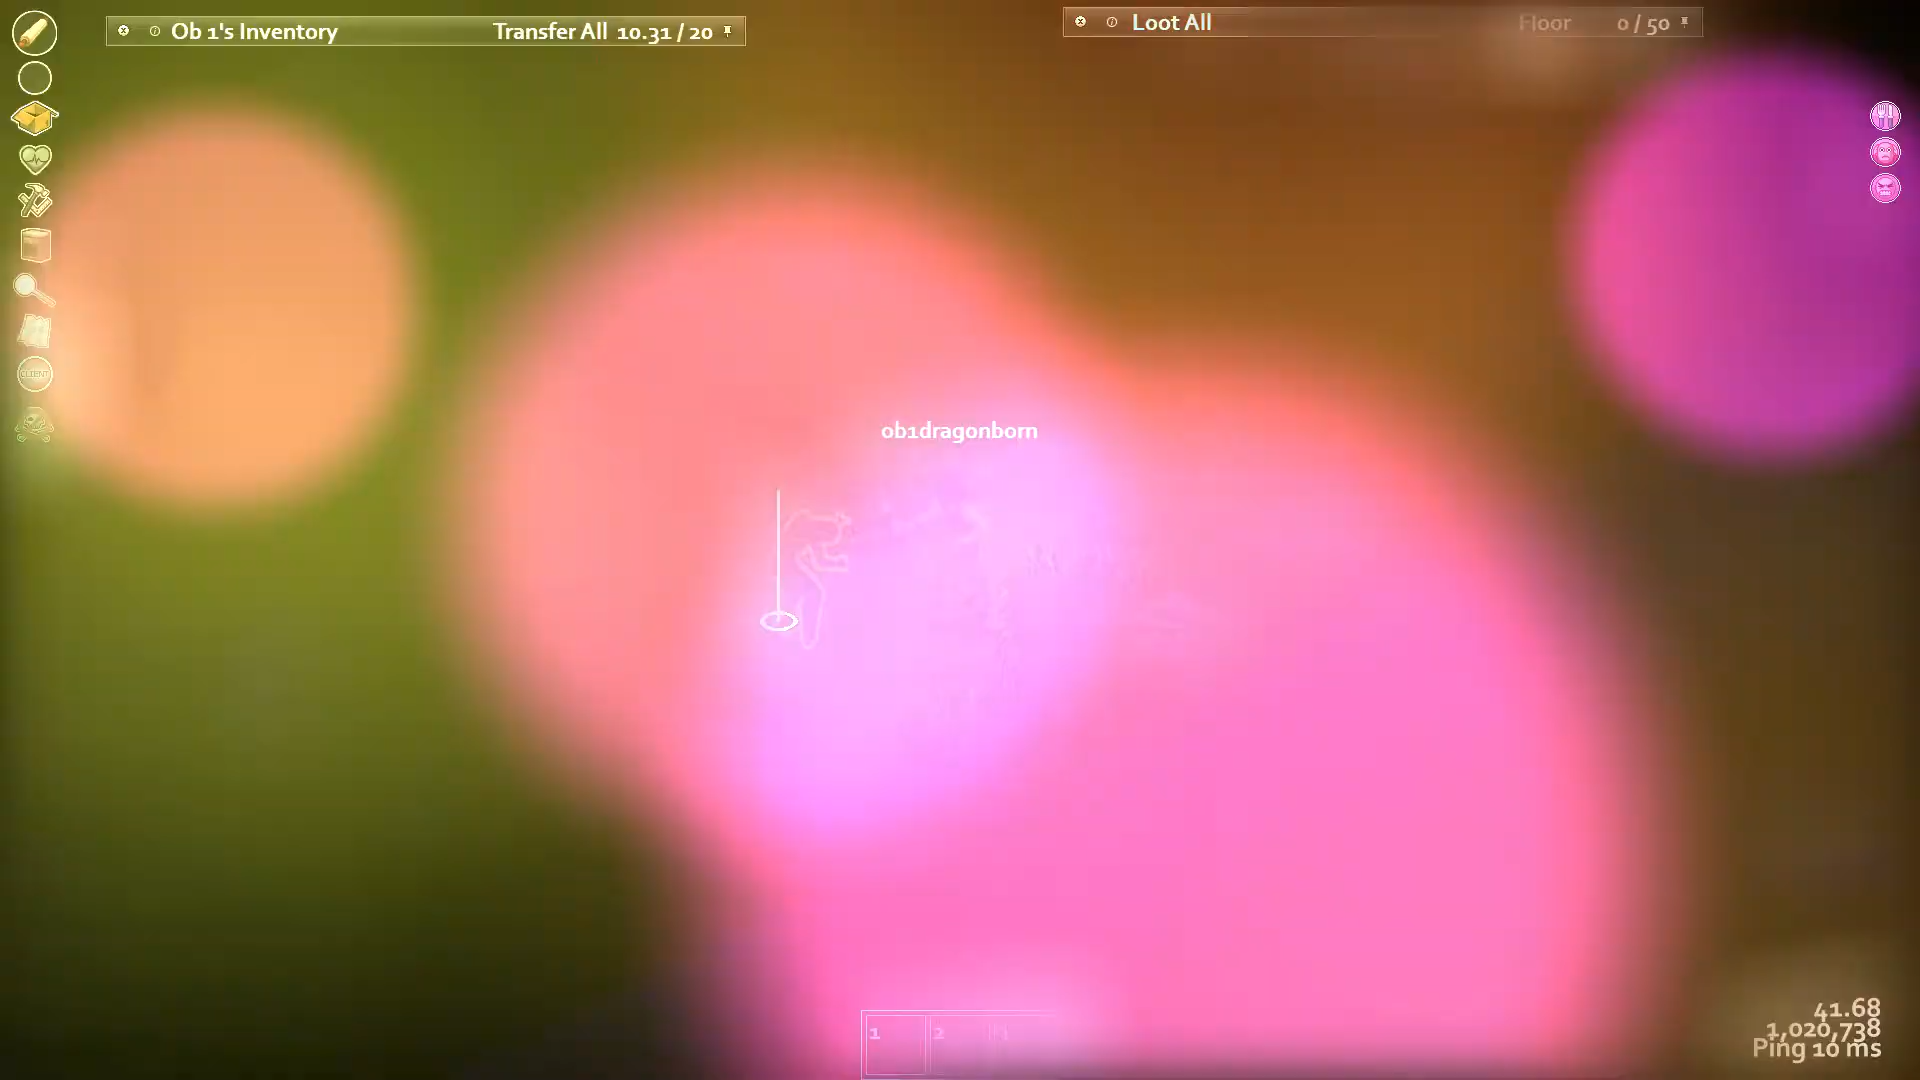 Ob 1's Inventory Transfer All 10.31 / 20
Loot All Floor 0 / 50
CLIENT
ob1dragonborn
1 2
41.68
1,020,738
Ping 10 ms